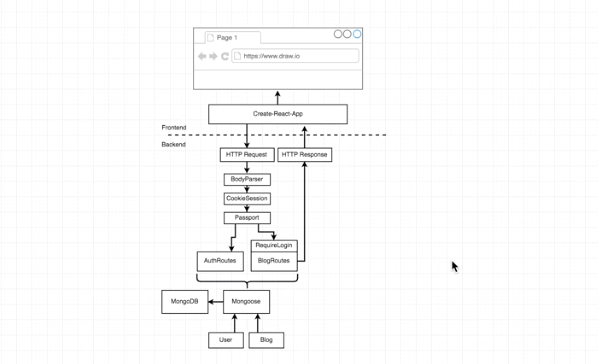 Page 1
https://www.draw.io
Create-React-App
Frontend
Backend
HTTP Request
HTTP Response
BodyParser
CookieSession
Passport
RequireLogin
AuthRoutes
BlogRoutes
MongoDB
Mongoose
User
Blog